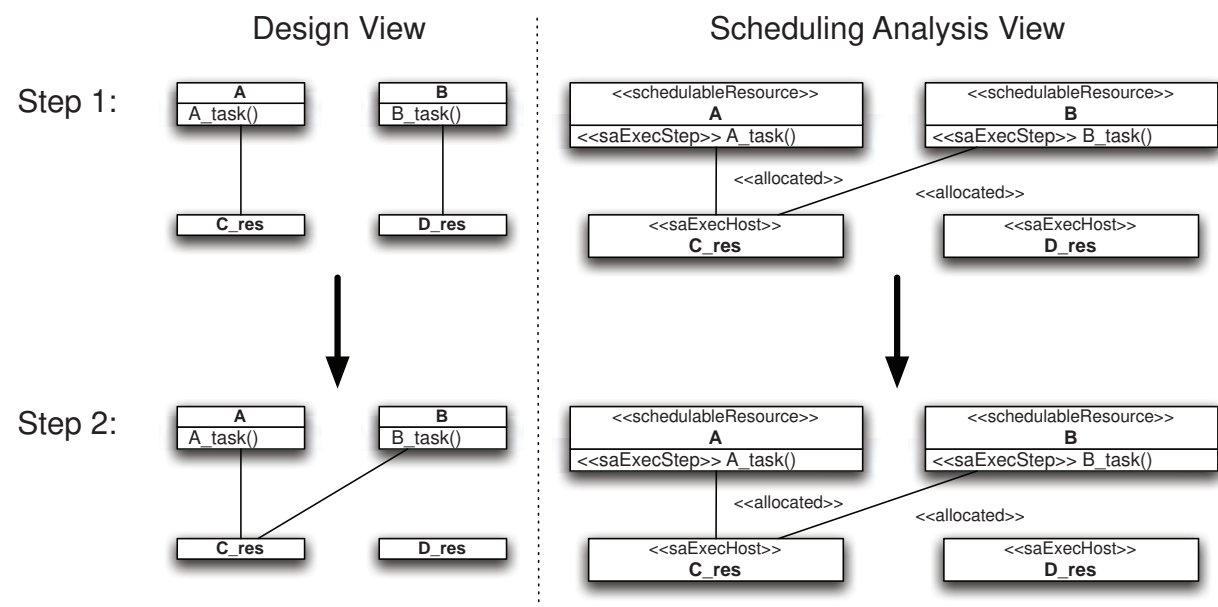 Design View
Scheduling Analysis View
Step 1:
A
A_task()
B
B_task()
C_res
D_res
<<schedulableResource>>
A
<<saExecStep>> A_task()
<<schedulableResource>>
B
<<saExecStep>> B_task()
<<allocated>>
<<allocated>>
<<saExecHost>>
C_res
<<saExecHost>>
D_res
Step 2:
A
A_task()
B
B_task()
C_res
D_res
<<schedulableResource>>
A
<<saExecStep>> A_task()
<<schedulableResource>>
B
<<saExecStep>> B_task()
<<allocated>>
<<allocated>>
<<saExecHost>>
C_res
<<saExecHost>>
D_res